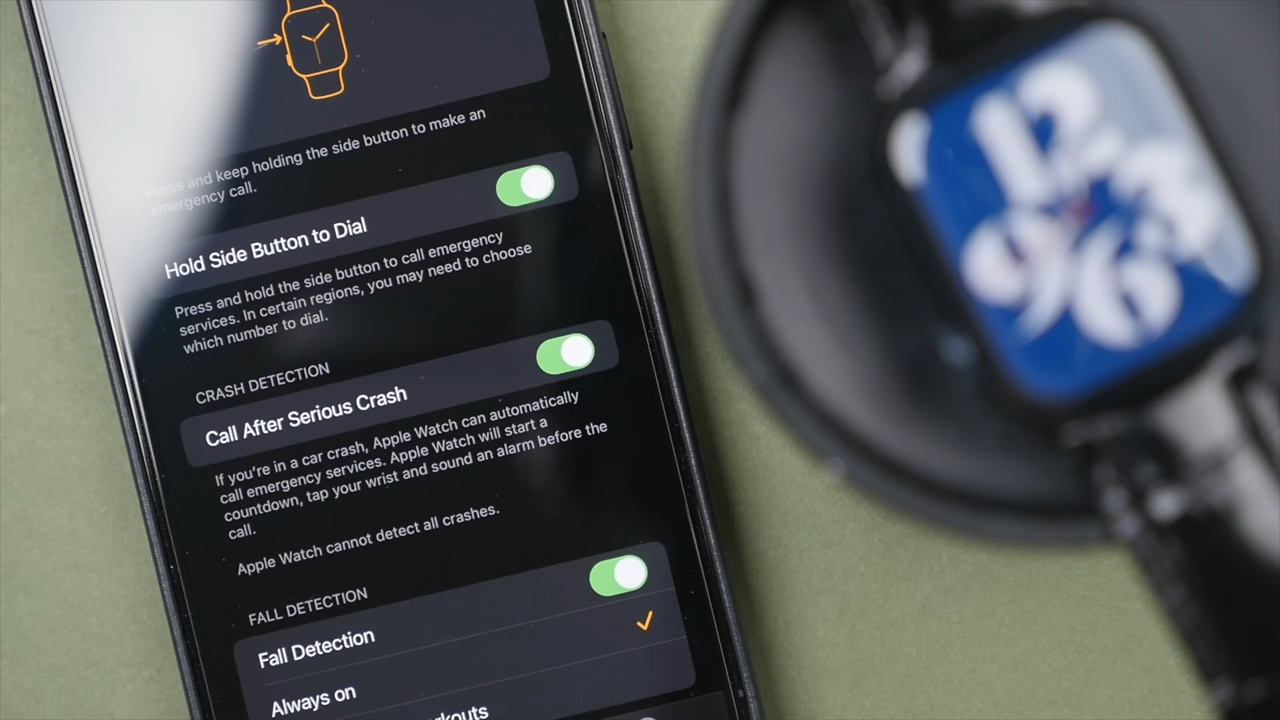 Press and keep holding the side button to make an
emergency call.
Hold Side Button to Dial
Press and hold the side button to call emergency
services. In certain regions, you may need to choose
which number to dial.
CRASH DETECTION
Call After Serious Crash
If you're in a car crash, Apple Watch can automatically
call emergency services. Apple Watch will start a
countdown, tap your wrist and sound an alarm before the
call.
Apple Watch cannot detect all crashes.
FALL DETECTION
Fall Detection
Always on
12
3
6
9